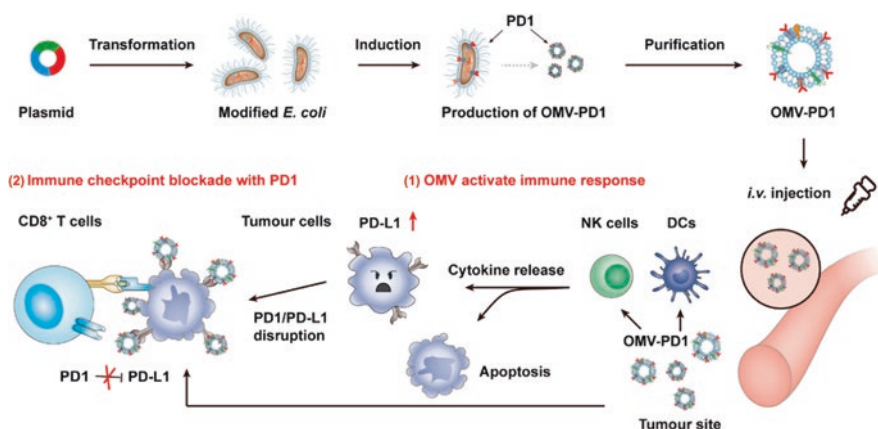 PD1
Transformation
Induction
Purification
Plasmid
Modified E. coli
Production of OMV-PD1
OMV-PD1
(2) Immune checkpoint blockade with PD1
(1) OMV activate immune response
i.v. injection
CD8⁺ T cells
Tumour cells
PD-L1
NK cells
DCs
Cytokine release
PD1/PD-L1
disruption
OMV-PD1
Apoptosis
PD1
PD-L1
Tumour site